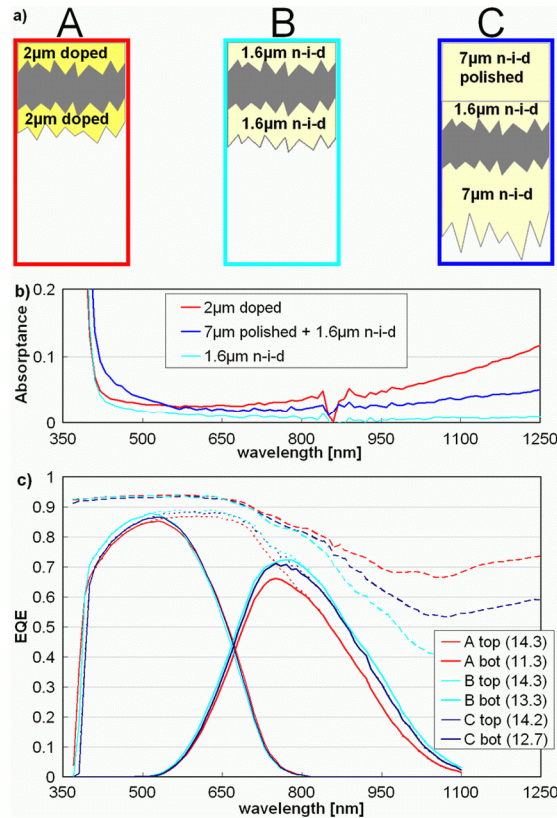 a)
A
B
C
2µm doped
2µm doped
1.6µm n-i-d
1.6µm n-i-d
7µm n-i-d
polished
1.6µm n-i-d
7µm n-i-d
b)
Absorptance
0.2
0.1
0
2µm doped
7µm polished + 1.6µm n-i-d
1.6µm n-i-d
350 500 650 800 950 1100 1250
wavelength [nm]
c)
EQE
1
0.9
0.8
0.7
0.6
0.5
0.4
0.3
0.2
0.1
0
A top (14.3)
A bot (11.3)
B top (14.3)
B bot (13.3)
C top (14.2)
C bot (12.7)
350 500 650 800 950 1100 1250
wavelength [nm]